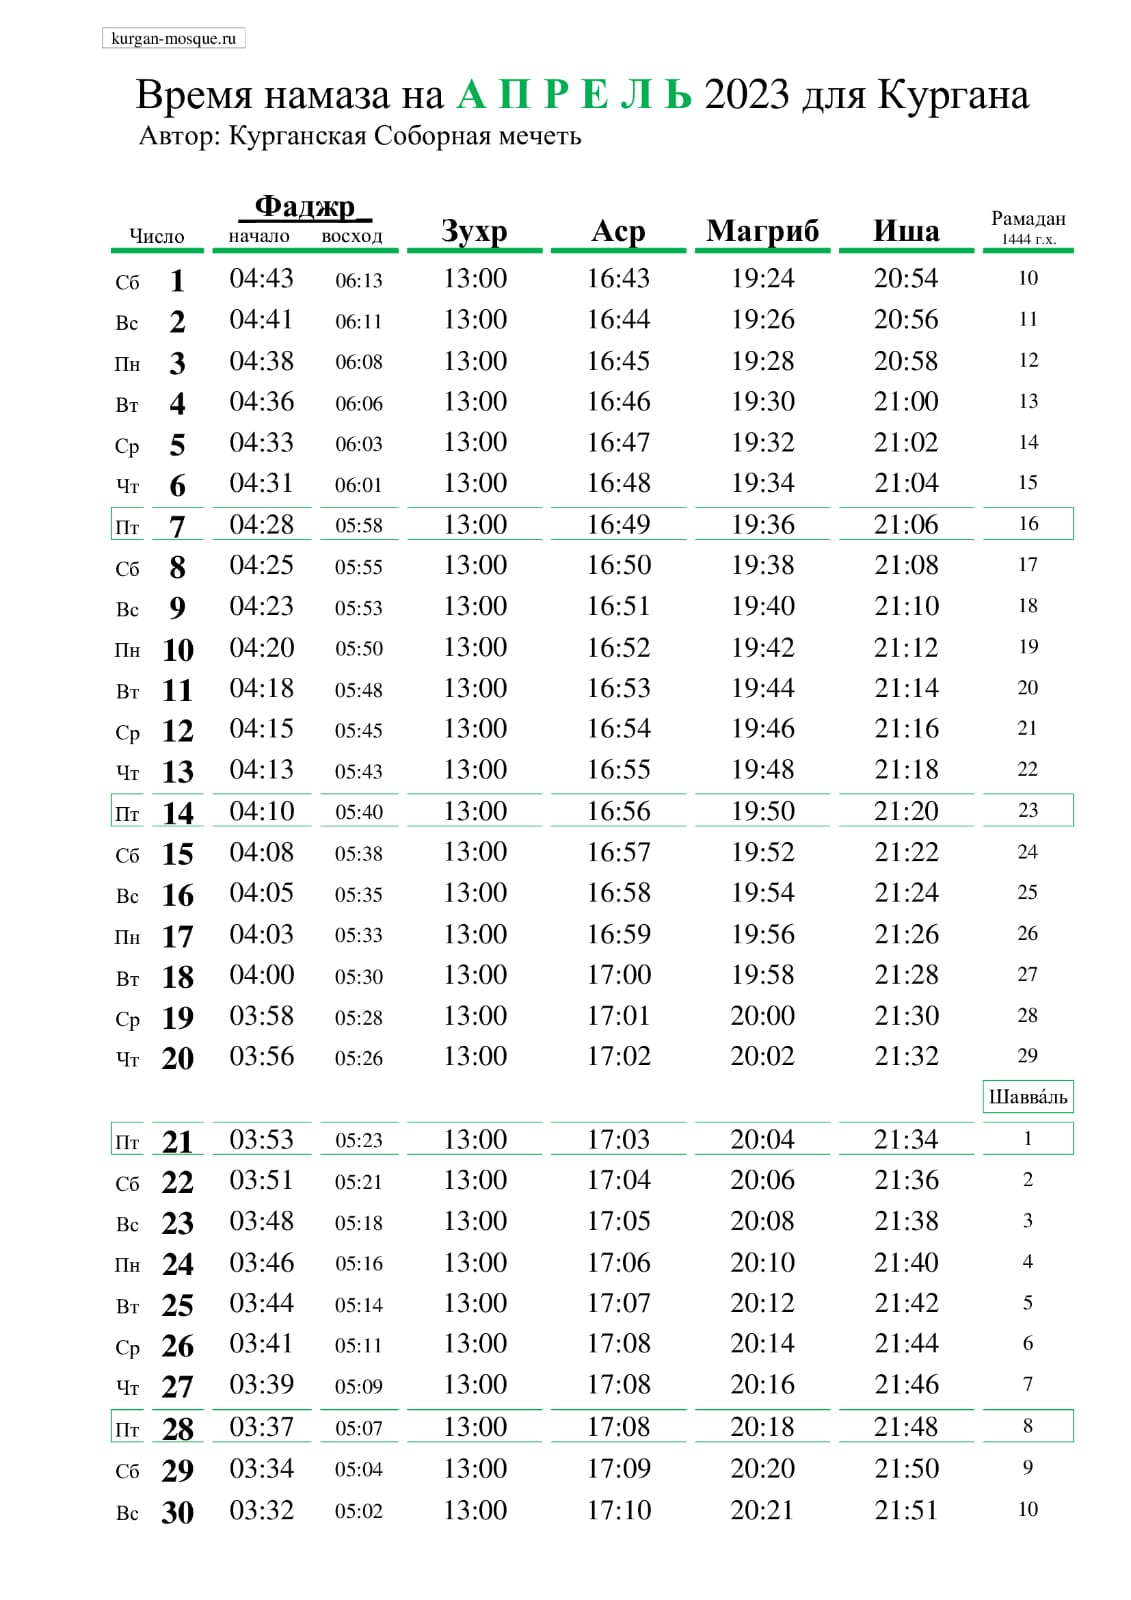 kurgan-mosque.ru
Время намаза на А П Р Е Л Ь 2023 для Кургана
Автор: Курганская Соборная мечеть
Фаджр
Число начало восход Зухр Аср Магриб Иша Рамадан
1444 г.х.
Сб 1 04:43 06:13 13:00 16:43 19:24 20:54 10
Вс 2 04:41 06:11 13:00 16:44 19:26 20:56 11
Пн 3 04:38 06:08 13:00 16:45 19:28 20:58 12
Вт 4 04:36 06:06 13:00 16:46 19:30 21:00 13
Ср 5 04:33 06:03 13:00 16:47 19:32 21:02 14
Чт 6 04:31 06:01 13:00 16:48 19:34 21:04 15
Пт 7 04:28 05:58 13:00 16:49 19:36 21:06 16
Сб 8 04:25 05:55 13:00 16:50 19:38 21:08 17
Вс 9 04:23 05:53 13:00 16:51 19:40 21:10 18
Пн 10 04:20 05:50 13:00 16:52 19:42 21:12 19
Вт 11 04:18 05:48 13:00 16:53 19:44 21:14 20
Ср 12 04:15 05:45 13:00 16:54 19:46 21:16 21
Чт 13 04:13 05:43 13:00 16:55 19:48 21:18 22
Пт 14 04:10 05:40 13:00 16:56 19:50 21:20 23
Сб 15 04:08 05:38 13:00 16:57 19:52 21:22 24
Вс 16 04:05 05:35 13:00 16:58 19:54 21:24 25
Пн 17 04:03 05:33 13:00 16:59 19:56 21:26 26
Вт 18 04:00 05:30 13:00 17:00 19:58 21:28 27
Ср 19 03:58 05:28 13:00 17:01 20:00 21:30 28
Чт 20 03:56 05:26 13:00 17:02 20:02 21:32 29
Шавва́ль
Пт 21 03:53 05:23 13:00 17:03 20:04 21:34 1
Сб 22 03:51 05:21 13:00 17:04 20:06 21:36 2
Вс 23 03:48 05:18 13:00 17:05 20:08 21:38 3
Пн 24 03:46 05:16 13:00 17:06 20:10 21:40 4
Вт 25 03:44 05:14 13:00 17:07 20:12 21:42 5
Ср 26 03:41 05:11 13:00 17:08 20:14 21:44 6
Чт 27 03:39 05:09 13:00 17:08 20:16 21:46 7
Пт 28 03:37 05:07 13:00 17:08 20:18 21:48 8
Сб 29 03:34 05:04 13:00 17:09 20:20 21:50 9
Вс 30 03:32 05:02 13:00 17:10 20:21 21:51 10